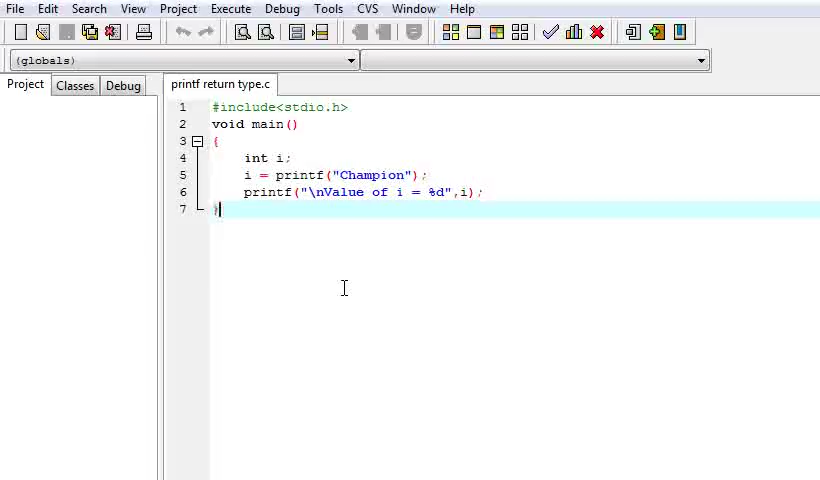 File Edit Search View Project Execute Debug Tools CVS Window Help
(globals)
Project Classes Debug printf return type.c
1 #include<stdio.h>
2 void main()
3 {
4 int i;
5 i = printf("Champion");
6 printf("\nValue of i = %d",i);
7 }